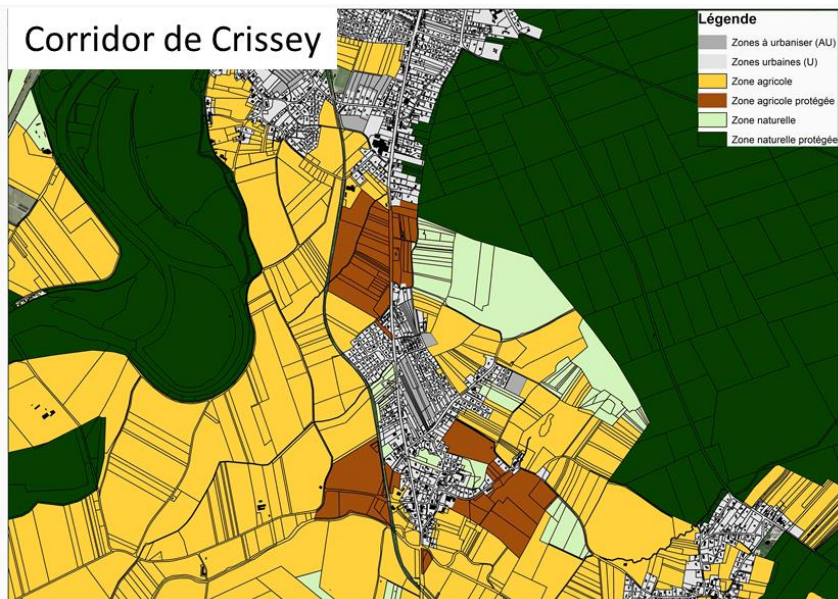 Corridor de Crissey
Légende
Zones à urbaniser (AU)
Zones urbaines (U)
Zone agricole
Zone agricole protégée
Zone naturelle
Zone naturelle protégée